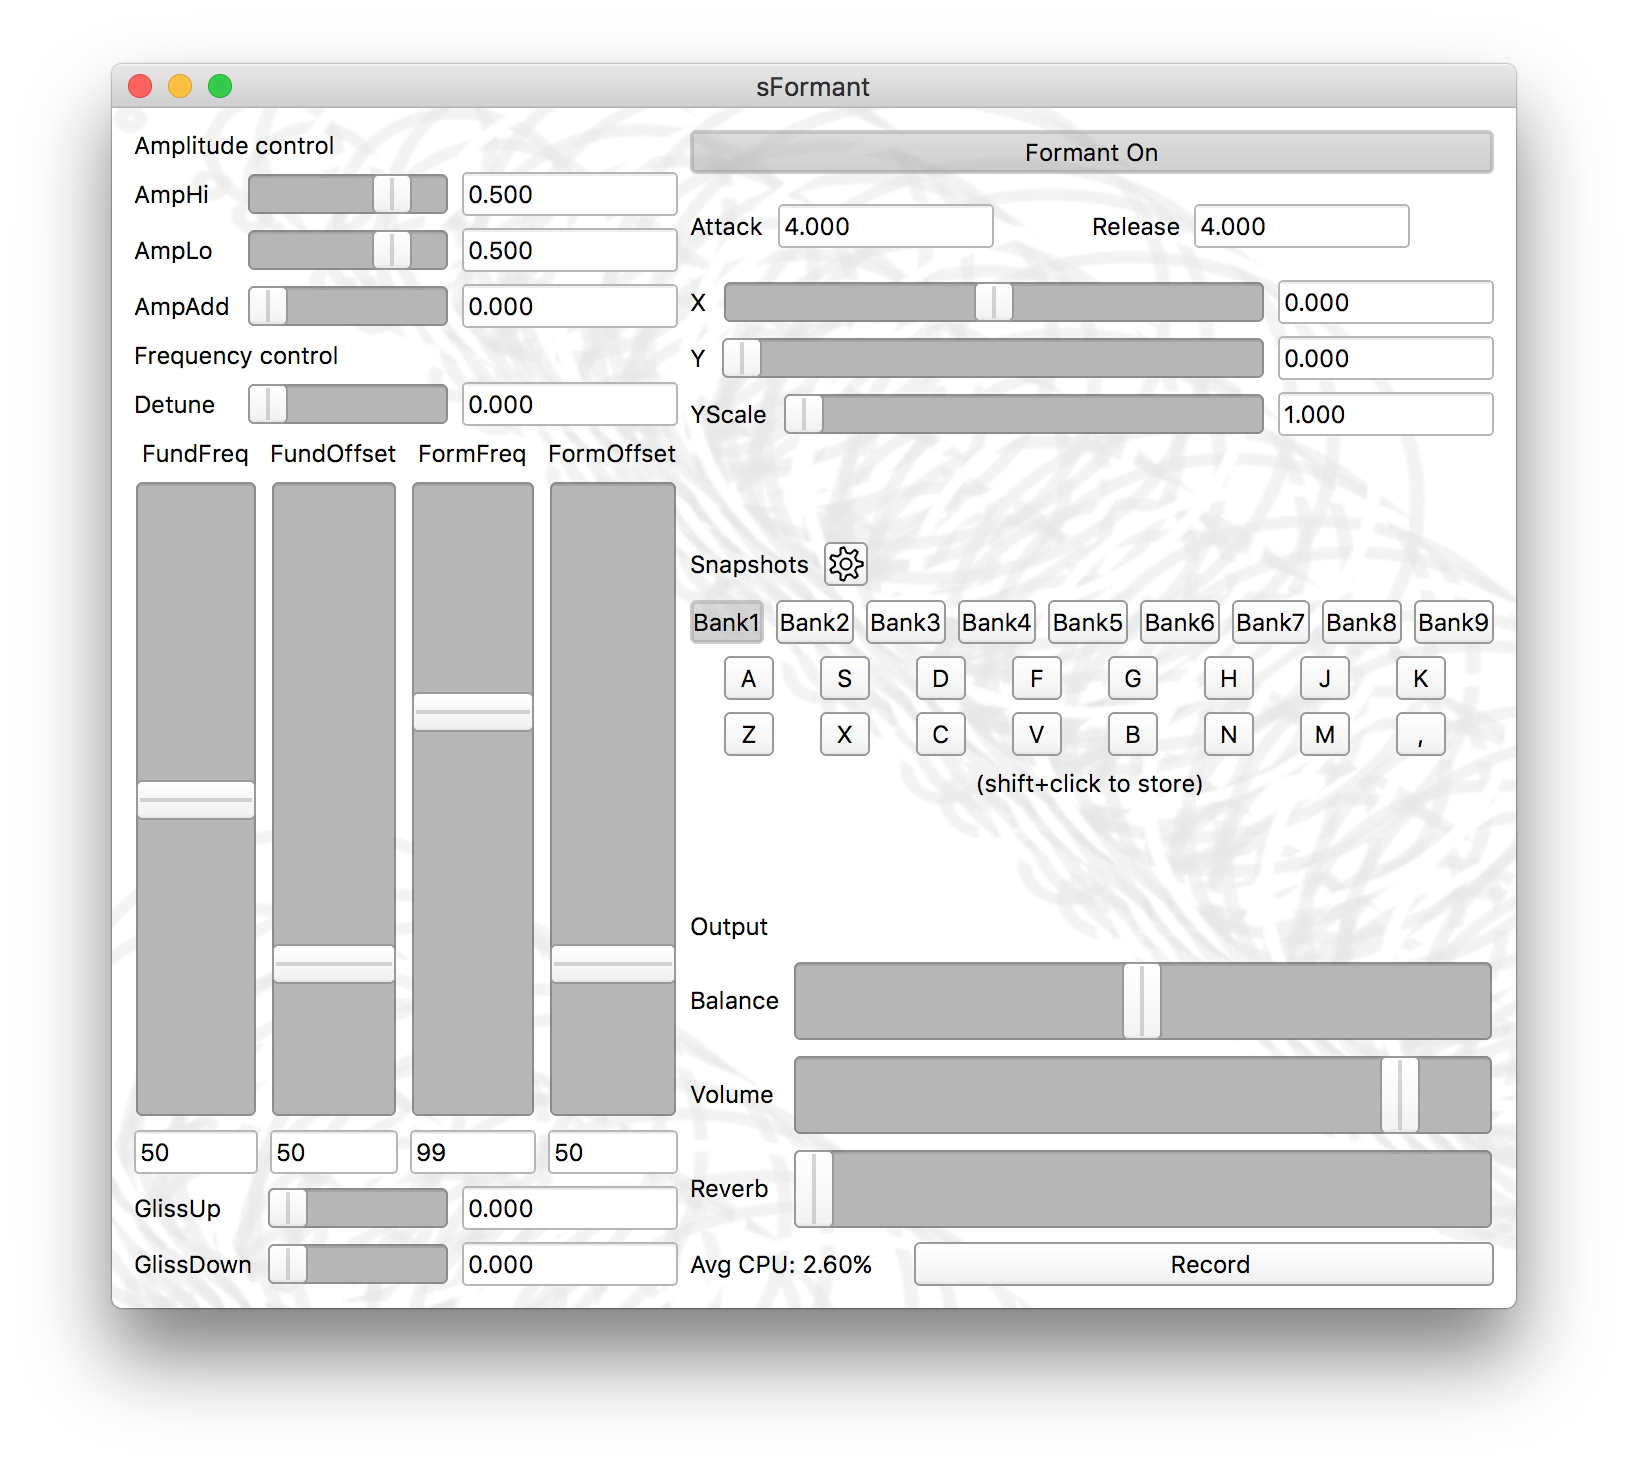 sFormant
Amplitude control
AmpHi 0.500
AmpLo 0.500
AmpAdd 0.000
Frequency control
Detune 0.000
FundFreq FundOffset FormFreq FormOffset
50 50 99 50
GlissUp 0.000
GlissDown 0.000
Formant On
Attack 4.000 Release 4.000
X 0.000
Y 0.000
YScale 1.000
Snapshots
Bank1 Bank2 Bank3 Bank4 Bank5 Bank6 Bank7 Bank8 Bank9
A S D F G H J K
Z X C V B N M ,
(shift+click to store)
Output
Balance
Volume
Reverb
Avg CPU: 2.60% Record